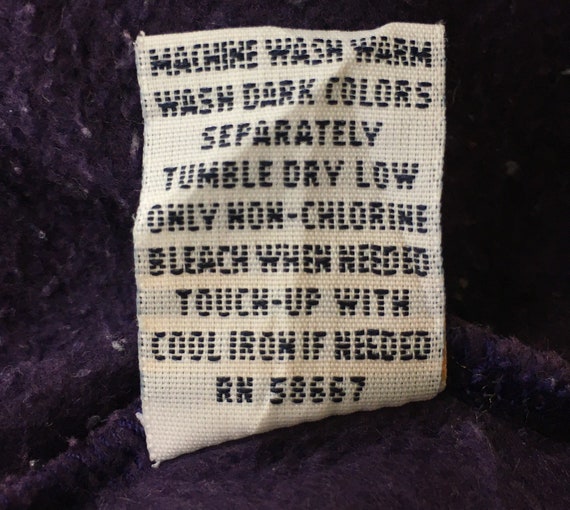 MACHINE WASH WARM
WASH DARK COLORS
SEPARATELY
TUMBLE DRY LOW
ONLY NON-CHLORINE
BLEACH WHEN NEEDED
TOUCH-UP WITH
COOL IRON IF NEEDED
RN 58667